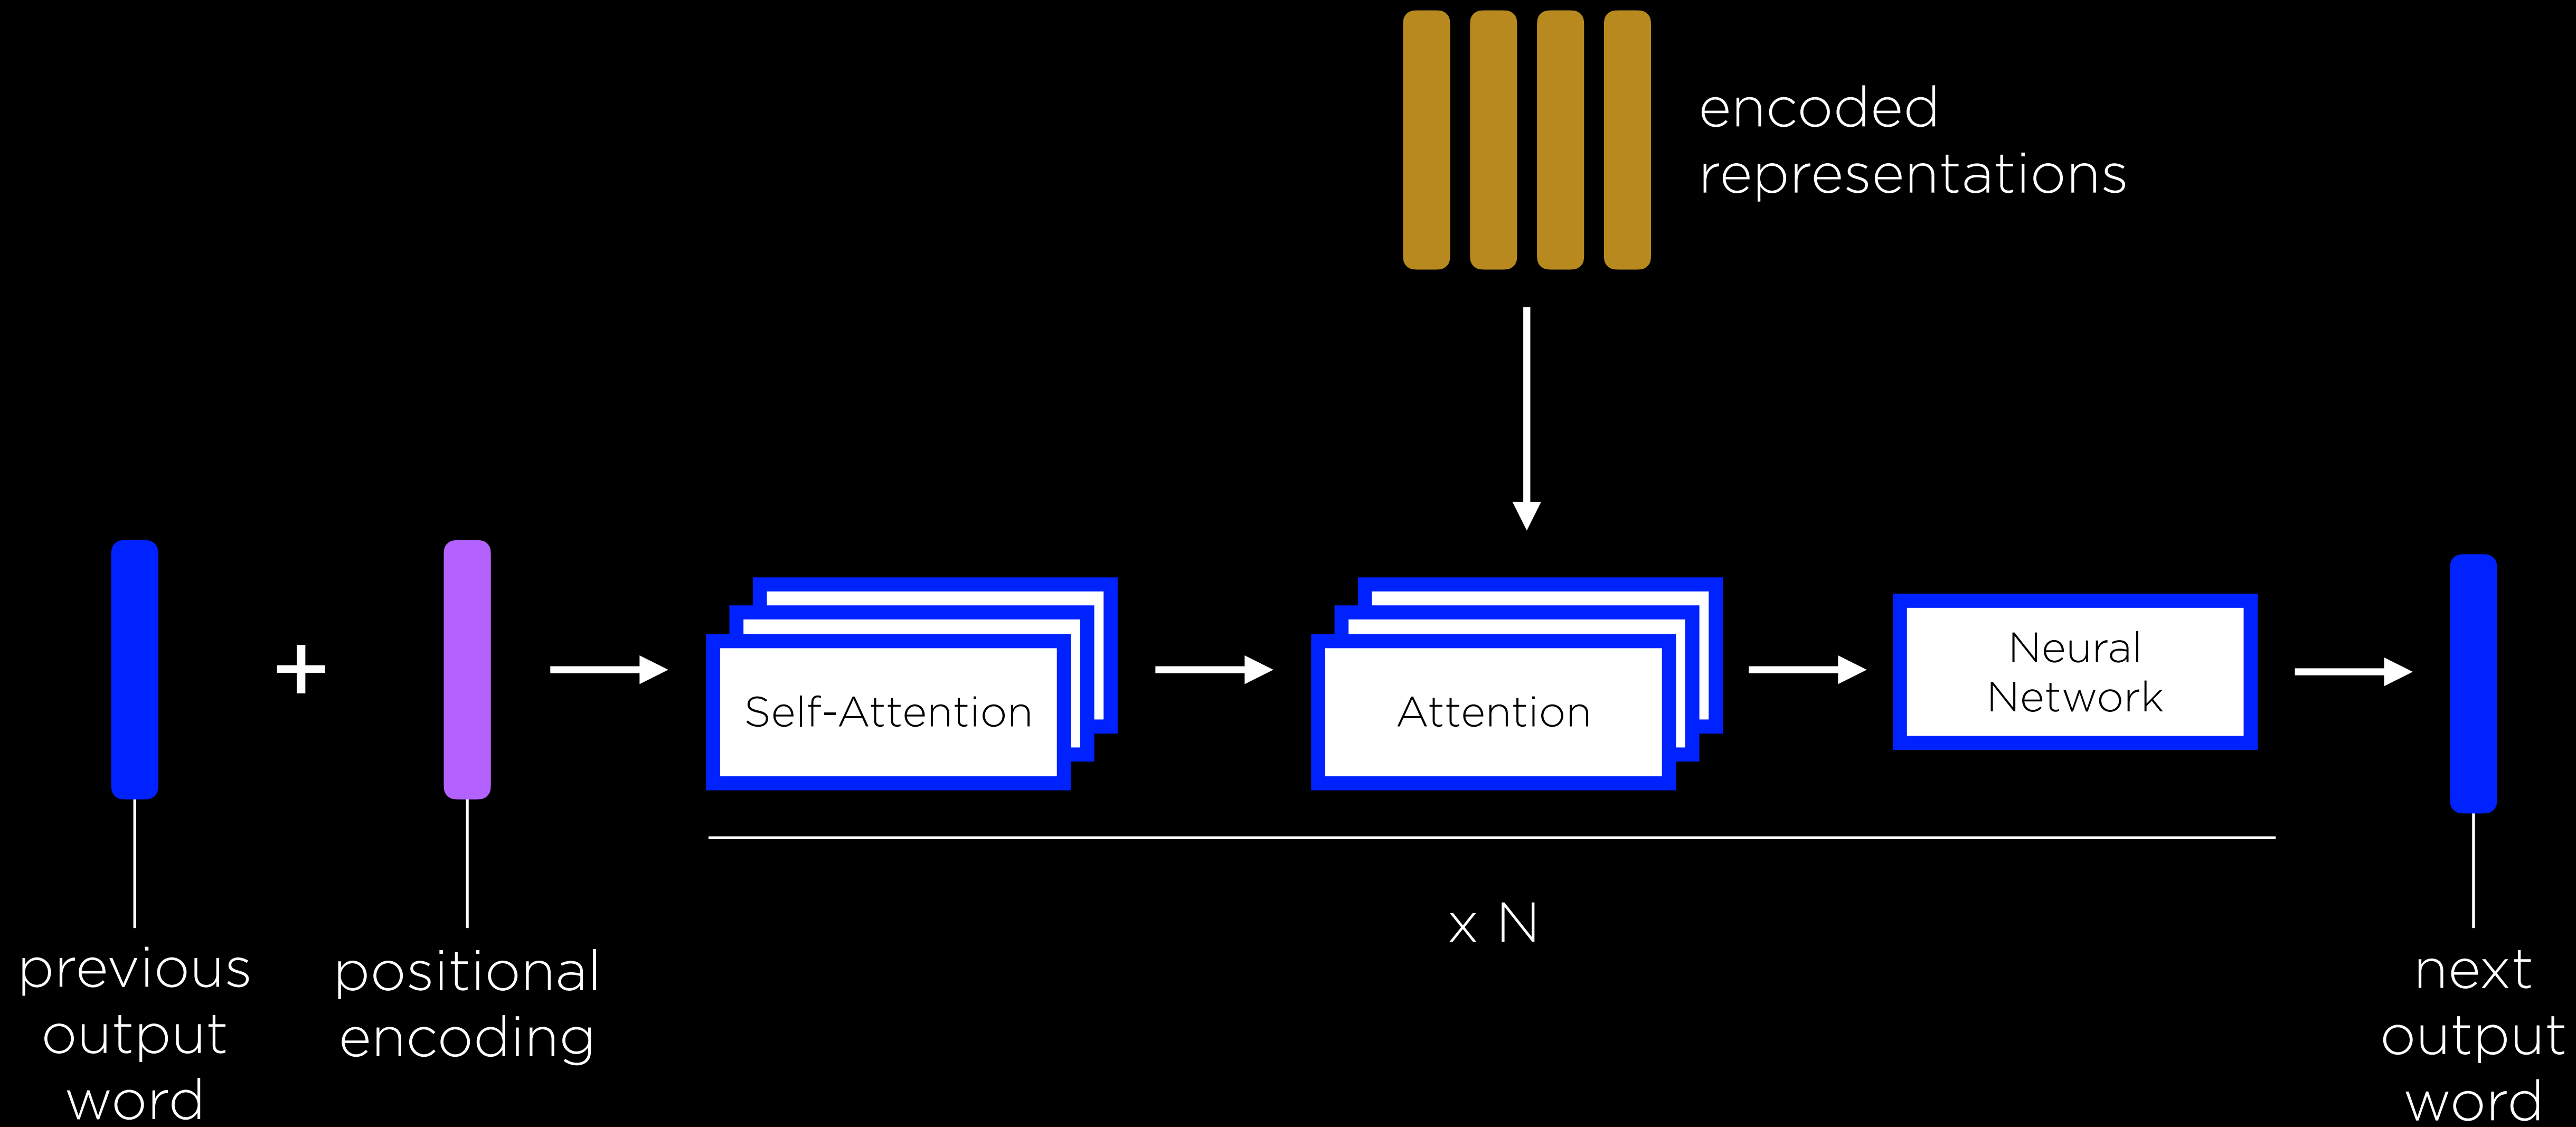 encoded
representations
+
Self-Attention
Attention
Neural
Network
x N
previous
output
word
positional
encoding
next
output
word